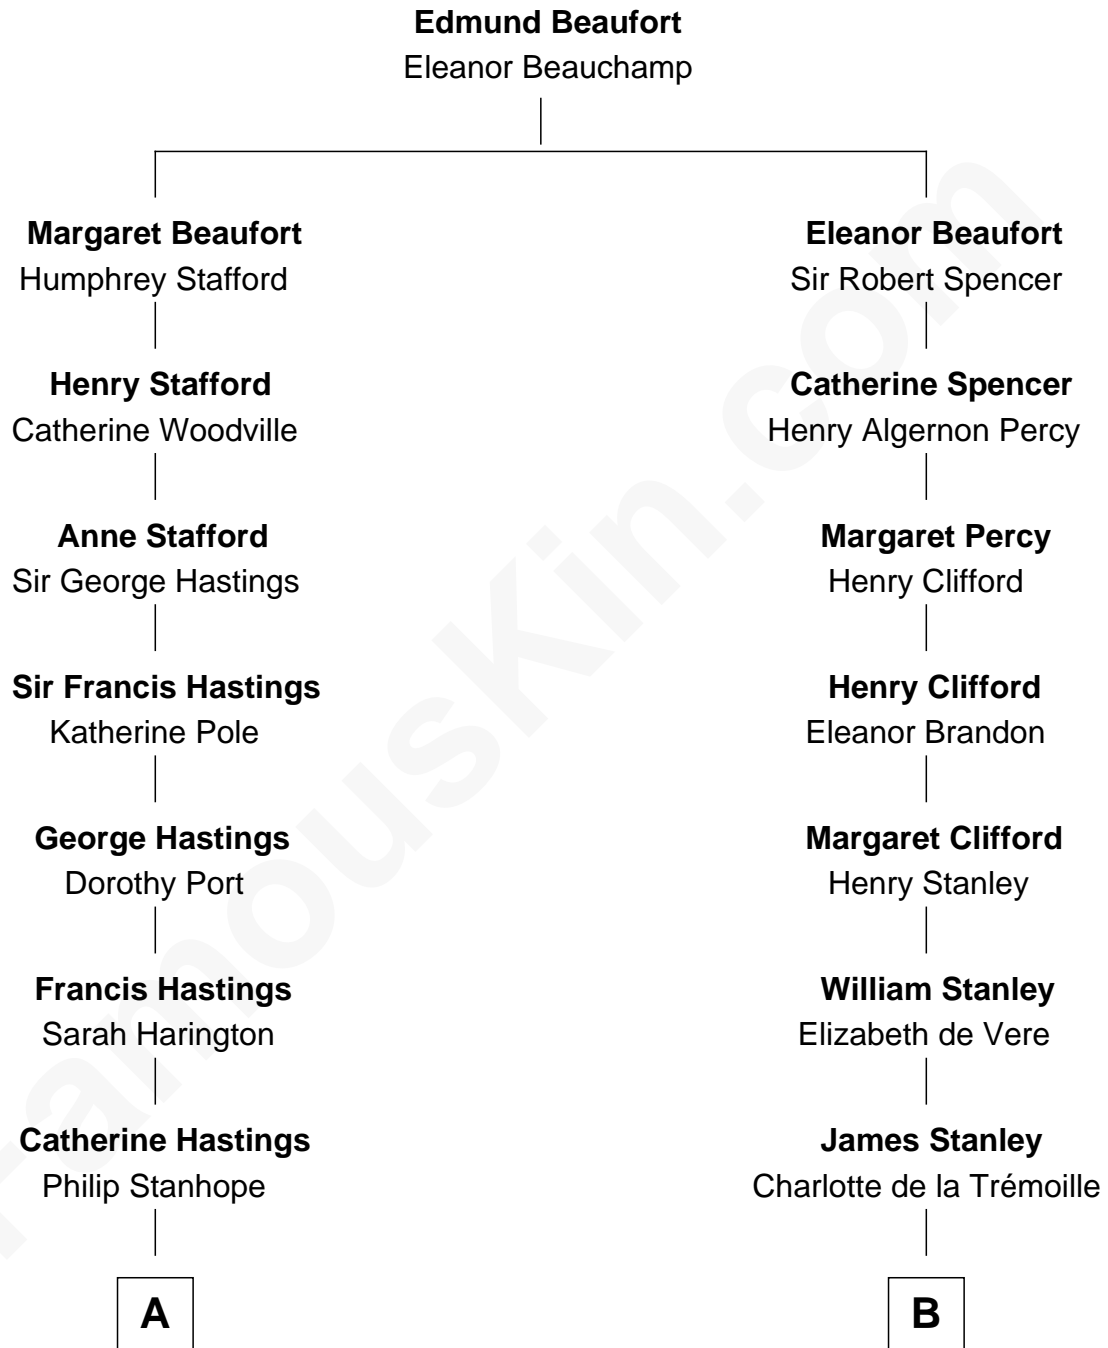 Edmund Beaufort
Eleanor Beauchamp
Margaret Beaufort
Humphrey Stafford
Eleanor Beaufort
Sir Robert Spencer
Henry Stafford
Catherine Woodville
Catherine Spencer
Henry Algernon Percy
Anne Stafford
Sir George Hastings
Margaret Percy
Henry Clifford
Sir Francis Hastings
Katherine Pole
Henry Clifford
Eleanor Brandon
George Hastings
Dorothy Port
Margaret Clifford
Henry Stanley
Francis Hastings
Sarah Harington
William Stanley
Elizabeth de Vere
Catherine Hastings
Philip Stanhope
James Stanley
Charlotte de la Trémoille
A
B
FamousKin.com